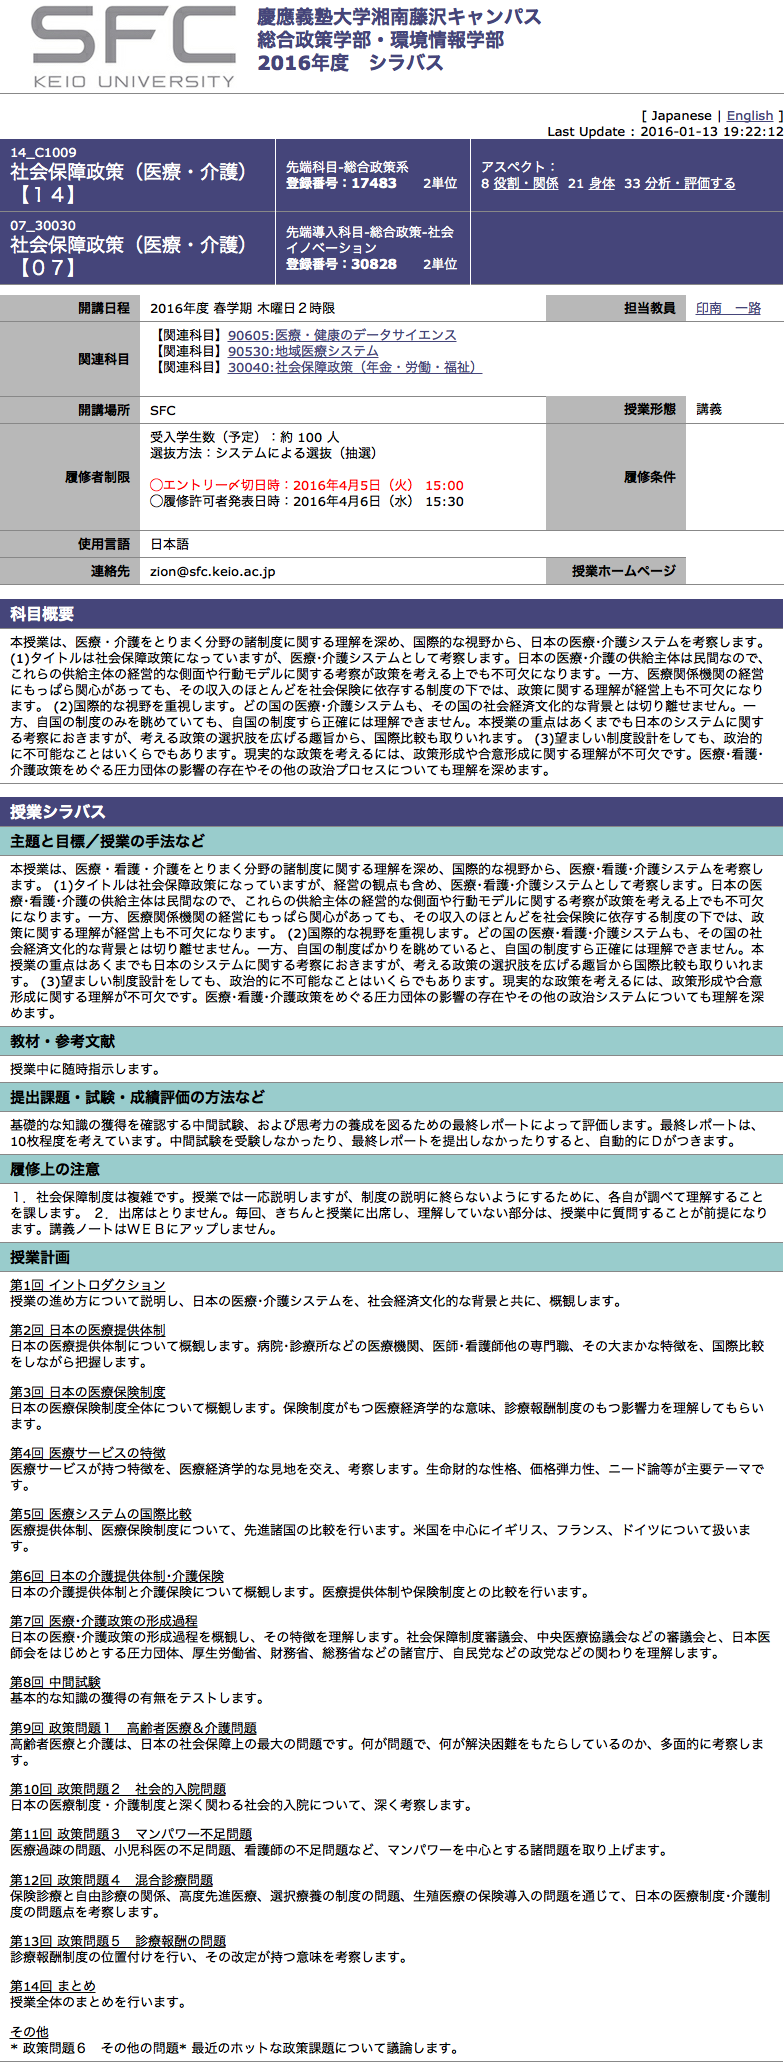 SFC
KEIO UNIVERSITY
慶應義塾大学湘南藤沢キャンパス
総合政策学部・環境情報学部
2016年度　シラバス
[ Japanese | English ]
Last Update : 2016-01-13 19:22:12
14_C1009
社会保障政策（医療・介護）
【１４】
先端科目-総合政策系
登録番号：17483　　2単位
アスペクト：
8 役割・関係　21 身体　33 分析・評価する
07_30030
社会保障政策（医療・介護）
【０７】
先端導入科目-総合政策-社会
イノベーション
登録番号：30828　　2単位
開講日程
2016年度 春学期 木曜日２時限
担当教員
印南　一路
関連科目
【関連科目】90605:医療・健康のデータサイエンス
【関連科目】90530:地域医療システム
【関連科目】30040:社会保障政策（年金・労働・福祉）
開講場所
SFC
授業形態
講義
履修者制限
受入学生数（予定）：約 100 人
選抜方法：システムによる選抜（抽選）
◯エントリー〆切日時：2016年4月5日（火） 15:00
◯履修許可者発表日時：2016年4月6日（水） 15:30
履修条件
使用言語
日本語
連絡先
zion@sfc.keio.ac.jp
授業ホームページ
科目概要
本授業は、医療・介護をとりまく分野の諸制度に関する理解を深め、国際的な視野から、日本の医療･介護システムを考察します。
(1)タイトルは社会保障政策になっていますが、医療･介護システムとして考察します。日本の医療･介護の供給主体は民間なので、
これらの供給主体の経営的な側面や行動モデルに関する考察が政策を考える上でも不可欠になります。一方、医療関係機関の経営
にもっぱら関心があっても、その収入のほとんどを社会保険に依存する制度の下では、政策に関する理解が経営上も不可欠になり
ます。 (2)国際的な視野を重視します。どの国の医療･介護システムも、その国の社会経済文化的な背景とは切り離せません。一
方、自国の制度のみを眺めていても、自国の制度すら正確には理解できません。本授業の重点はあくまでも日本のシステムに関す
る考察におきますが、考える政策の選択肢を広げる趣旨から、国際比較も取りいれます。 (3)望ましい制度設計をしても、政治的
に不可能なことはいくらでもあります。現実的な政策を考えるには、政策形成や合意形成に関する理解が不可欠です。医療･看護･
介護政策をめぐる圧力団体の影響の存在やその他の政治プロセスについても理解を深めます。
授業シラバス
主題と目標／授業の手法など
本授業は、医療・看護・介護をとりまく分野の諸制度に関する理解を深め、国際的な視野から、医療･看護･介護システムを考察し
ます。 (1)タイトルは社会保障政策になっていますが、経営の観点も含め、医療･看護･介護システムとして考察します。日本の医
療･看護･介護の供給主体は民間なので、これらの供給主体の経営的な側面や行動モデルに関する考察が政策を考える上でも不可欠
になります。一方、医療関係機関の経営にもっぱら関心があっても、その収入のほとんどを社会保険に依存する制度の下では、政
策に関する理解が経営上も不可欠になります。 (2)国際的な視野を重視します。どの国の医療･看護･介護システムも、その国の社
会経済文化的な背景とは切り離せません。一方、自国の制度ばかりを眺めていると、自国の制度すら正確には理解できません。本
授業の重点はあくまでも日本のシステムに関する考察におきますが、考える政策の選択肢を広げる趣旨から国際比較も取りいれま
す。 (3)望ましい制度設計をしても、政治的に不可能なことはいくらでもあります。現実的な政策を考えるには、政策形成や合意
形成に関する理解が不可欠です。医療･看護･介護政策をめぐる圧力団体の影響の存在やその他の政治システムについても理解を深
めます。
教材・参考文献
授業中に随時指示します。
提出課題・試験・成績評価の方法など
基礎的な知識の獲得を確認する中間試験、および思考力の養成を図るための最終レポートによって評価します。最終レポートは、
10枚程度を考えています。中間試験を受験しなかったり、最終レポートを提出しなかったりすると、自動的にＤがつきます。
履修上の注意
１．社会保障制度は複雑です。授業では一応説明しますが、制度の説明に終らないようにするために、各自が調べて理解すること
を課します。 ２．出席はとりません。毎回、きちんと授業に出席し、理解していない部分は、授業中に質問することが前提になり
ます。講義ノートはＷＥＢにアップしません。
授業計画
第1回 イントロダクション
授業の進め方について説明し、日本の医療･介護システムを、社会経済文化的な背景と共に、概観します。
第2回 日本の医療提供体制
日本の医療提供体制について概観します。病院･診療所などの医療機関、医師･看護師他の専門職、その大まかな特徴を、国際比較
をしながら把握します。
第3回 日本の医療保険制度
日本の医療保険制度全体について概観します。保険制度がもつ医療経済学的な意味、診療報酬制度のもつ影響力を理解してもらい
ます。
第4回 医療サービスの特徴
医療サービスが持つ特徴を、医療経済学的な見地を交え、考察します。生命財的な性格、価格弾力性、ニード論等が主要テーマで
す。
第5回 医療システムの国際比較
医療提供体制、医療保険制度について、先進諸国の比較を行います。米国を中心にイギリス、フランス、ドイツについて扱いま
す。
第6回 日本の介護提供体制･介護保険
日本の介護提供体制と介護保険について概観します。医療提供体制や保険制度との比較を行います。
第7回 医療･介護政策の形成過程
日本の医療･介護政策の形成過程を概観し、その特徴を理解します。社会保障制度審議会、中央医療協議会などの審議会と、日本医
師会をはじめとする圧力団体、厚生労働省、財務省、総務省などの諸官庁、自民党などの政党などの関わりを理解します。
第8回 中間試験
基本的な知識の獲得の有無をテストします。
第9回 政策問題１　高齢者医療＆介護問題
高齢者医療と介護は、日本の社会保障上の最大の問題です。何が問題で、何が解決困難をもたらしているのか、多面的に考察しま
す。
第10回 政策問題２　社会的入院問題
日本の医療制度・介護制度と深く関わる社会的入院について、深く考察します。
第11回 政策問題３　マンパワー不足問題
医療過疎の問題、小児科医の不足問題、看護師の不足問題など、マンパワーを中心とする諸問題を取り上げます。
第12回 政策問題４　混合診療問題
保険診療と自由診療の関係、高度先進医療、選択療養の制度の問題、生殖医療の保険導入の問題を通じて、日本の医療制度･介護制
度の問題点を考察します。
第13回 政策問題５　診療報酬の問題
診療報酬制度の位置付けを行い、その改定が持つ意味を考察します。
第14回 まとめ
授業全体のまとめを行います。
その他
* 政策問題６　その他の問題* 最近のホットな政策課題について議論します。